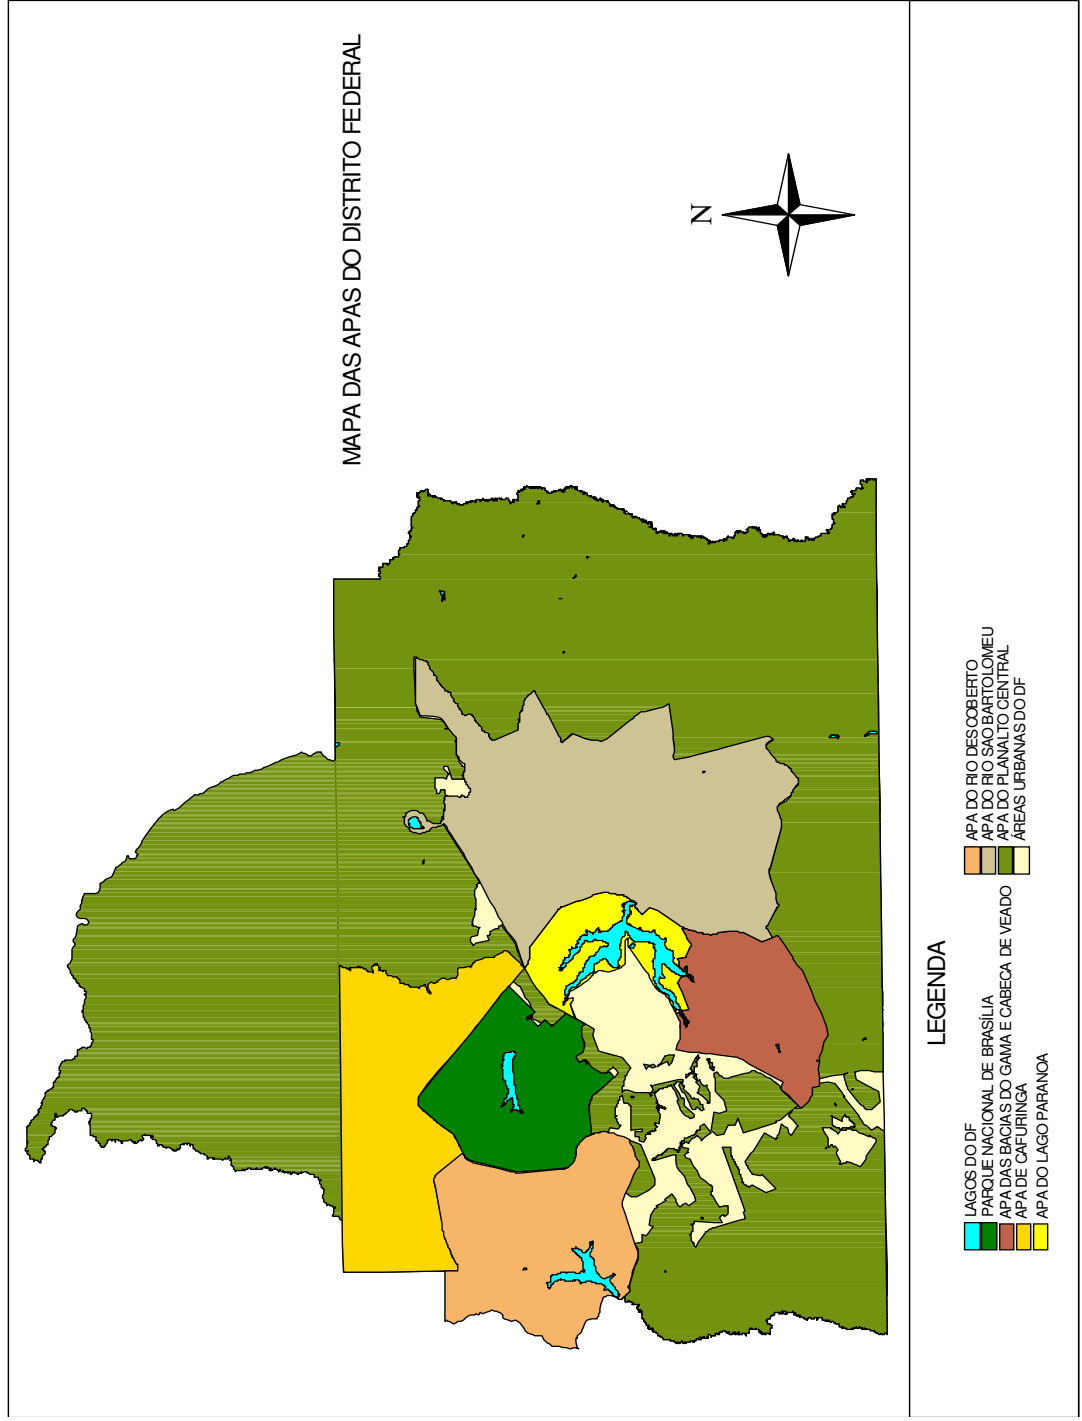 MAPA DAS APAS DO DISTRITO FEDERAL
N
LEGENDA
LAGOS DO DF
PARQUE NACIONAL DE BRASÍLIA
APA DAS BACIAS DO GAMA E CABECA DE VEADO
APA DE CAFURINGA
APA DO LAGO PARANOA
APA DO RIO DESCOBERTO
APA DO RIO SAO BARTOLOMEU
APA DO PLANALTO CENTRAL
ÁREAS URBANAS DO DF